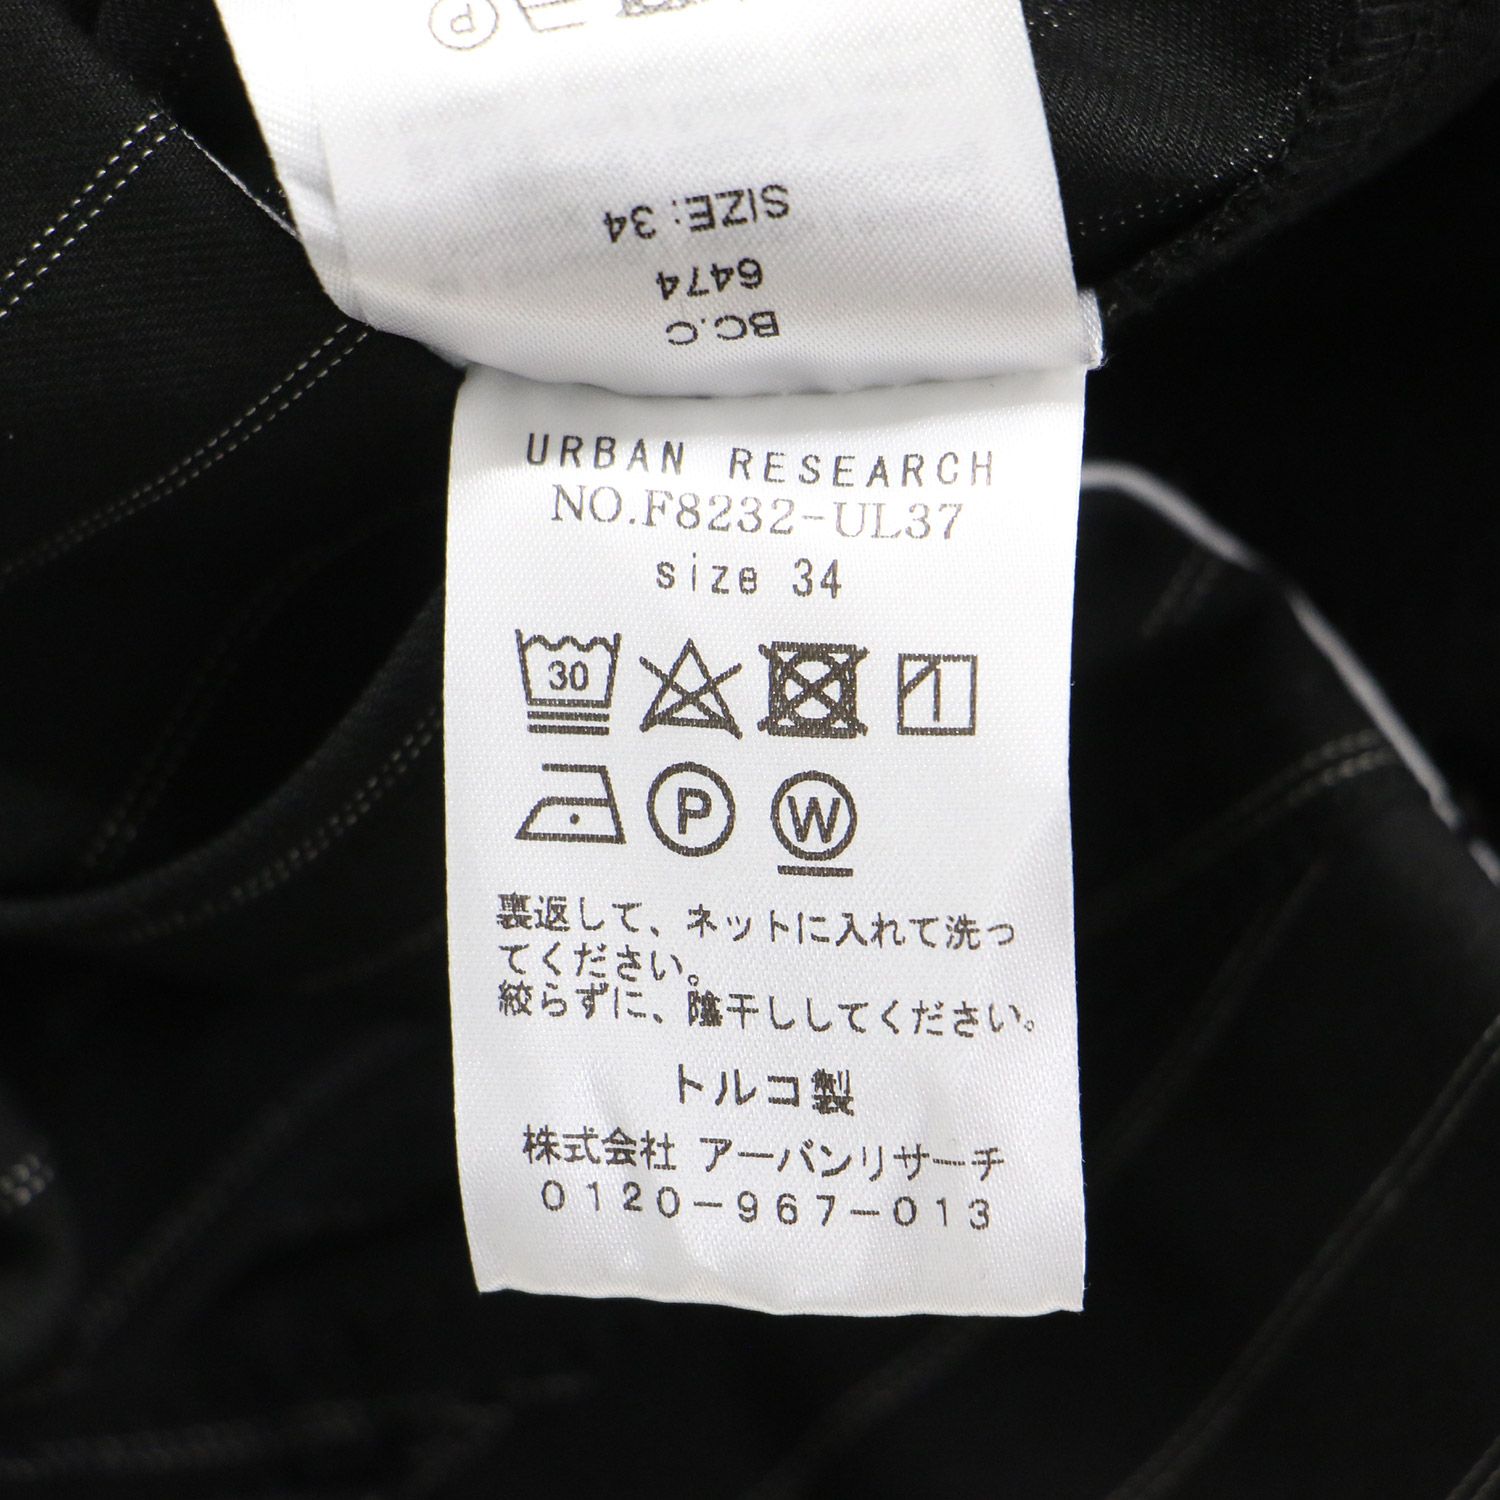 SIZE: 34
6474
BC.C
URBAN RESEARCH
NO.F8232-UL37
size 34
30
P
W
裏返して、ネットに入れて洗っ
てください。
絞らずに、陰干ししてください。
トルコ製
株式会社 アーバンリサーチ
0120-967-013